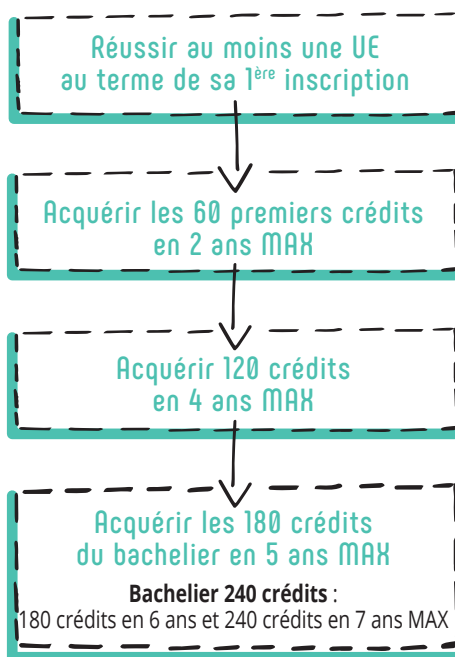 Réussir au moins une UE
au terme de sa 1ère inscription
Acquérir les 60 premiers crédits
en 2 ans MAX
Acquérir 120 crédits
en 4 ans MAX
Acquérir les 180 crédits
du bachelier en 5 ans MAX
Bachelier 240 crédits :
180 crédits en 6 ans et 240 crédits en 7 ans MAX